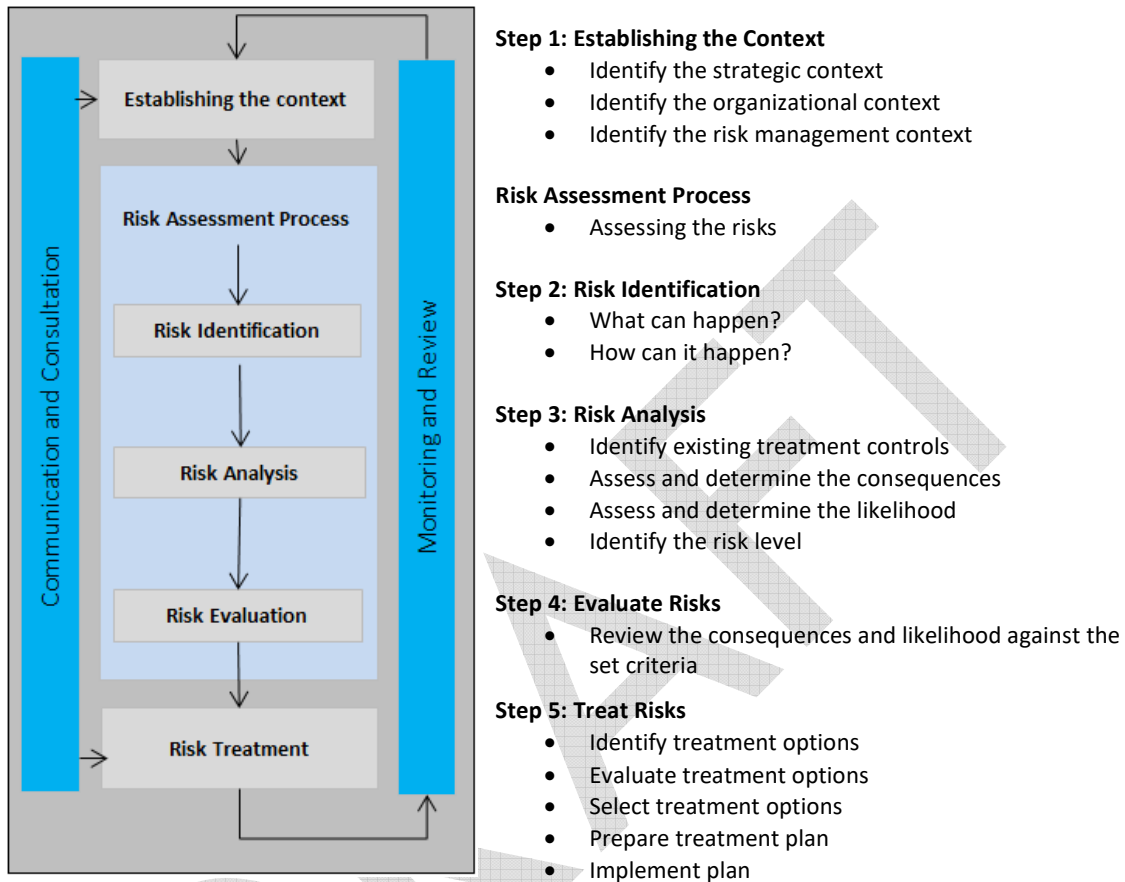 Communication and Consultation
Establishing the context
Risk Assessment Process
Risk Identification
Risk Analysis
Risk Evaluation
Risk Treatment
Monitoring and Review
Step 1: Establishing the Context
• Identify the strategic context
• Identify the organizational context
• Identify the risk management context
Risk Assessment Process
• Assessing the risks
Step 2: Risk Identification
• What can happen?
• How can it happen?
Step 3: Risk Analysis
• Identify existing treatment controls
• Assess and determine the consequences
• Assess and determine the likelihood
• Identify the risk level
Step 4: Evaluate Risks
• Review the consequences and likelihood against the
set criteria
Step 5: Treat Risks
• Identify treatment options
• Evaluate treatment options
• Select treatment options
• Prepare treatment plan
• Implement plan
AFT